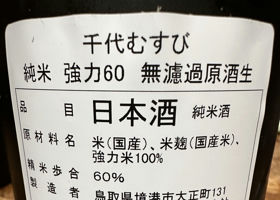 千代むすび
純米 強力60 無濾過原酒生
品目 日本酒 純米酒
原材料名 米(国産)、米麹(国産米)、
強力米100%
精米歩合 60%
製造者 鳥取県境港市大正町131